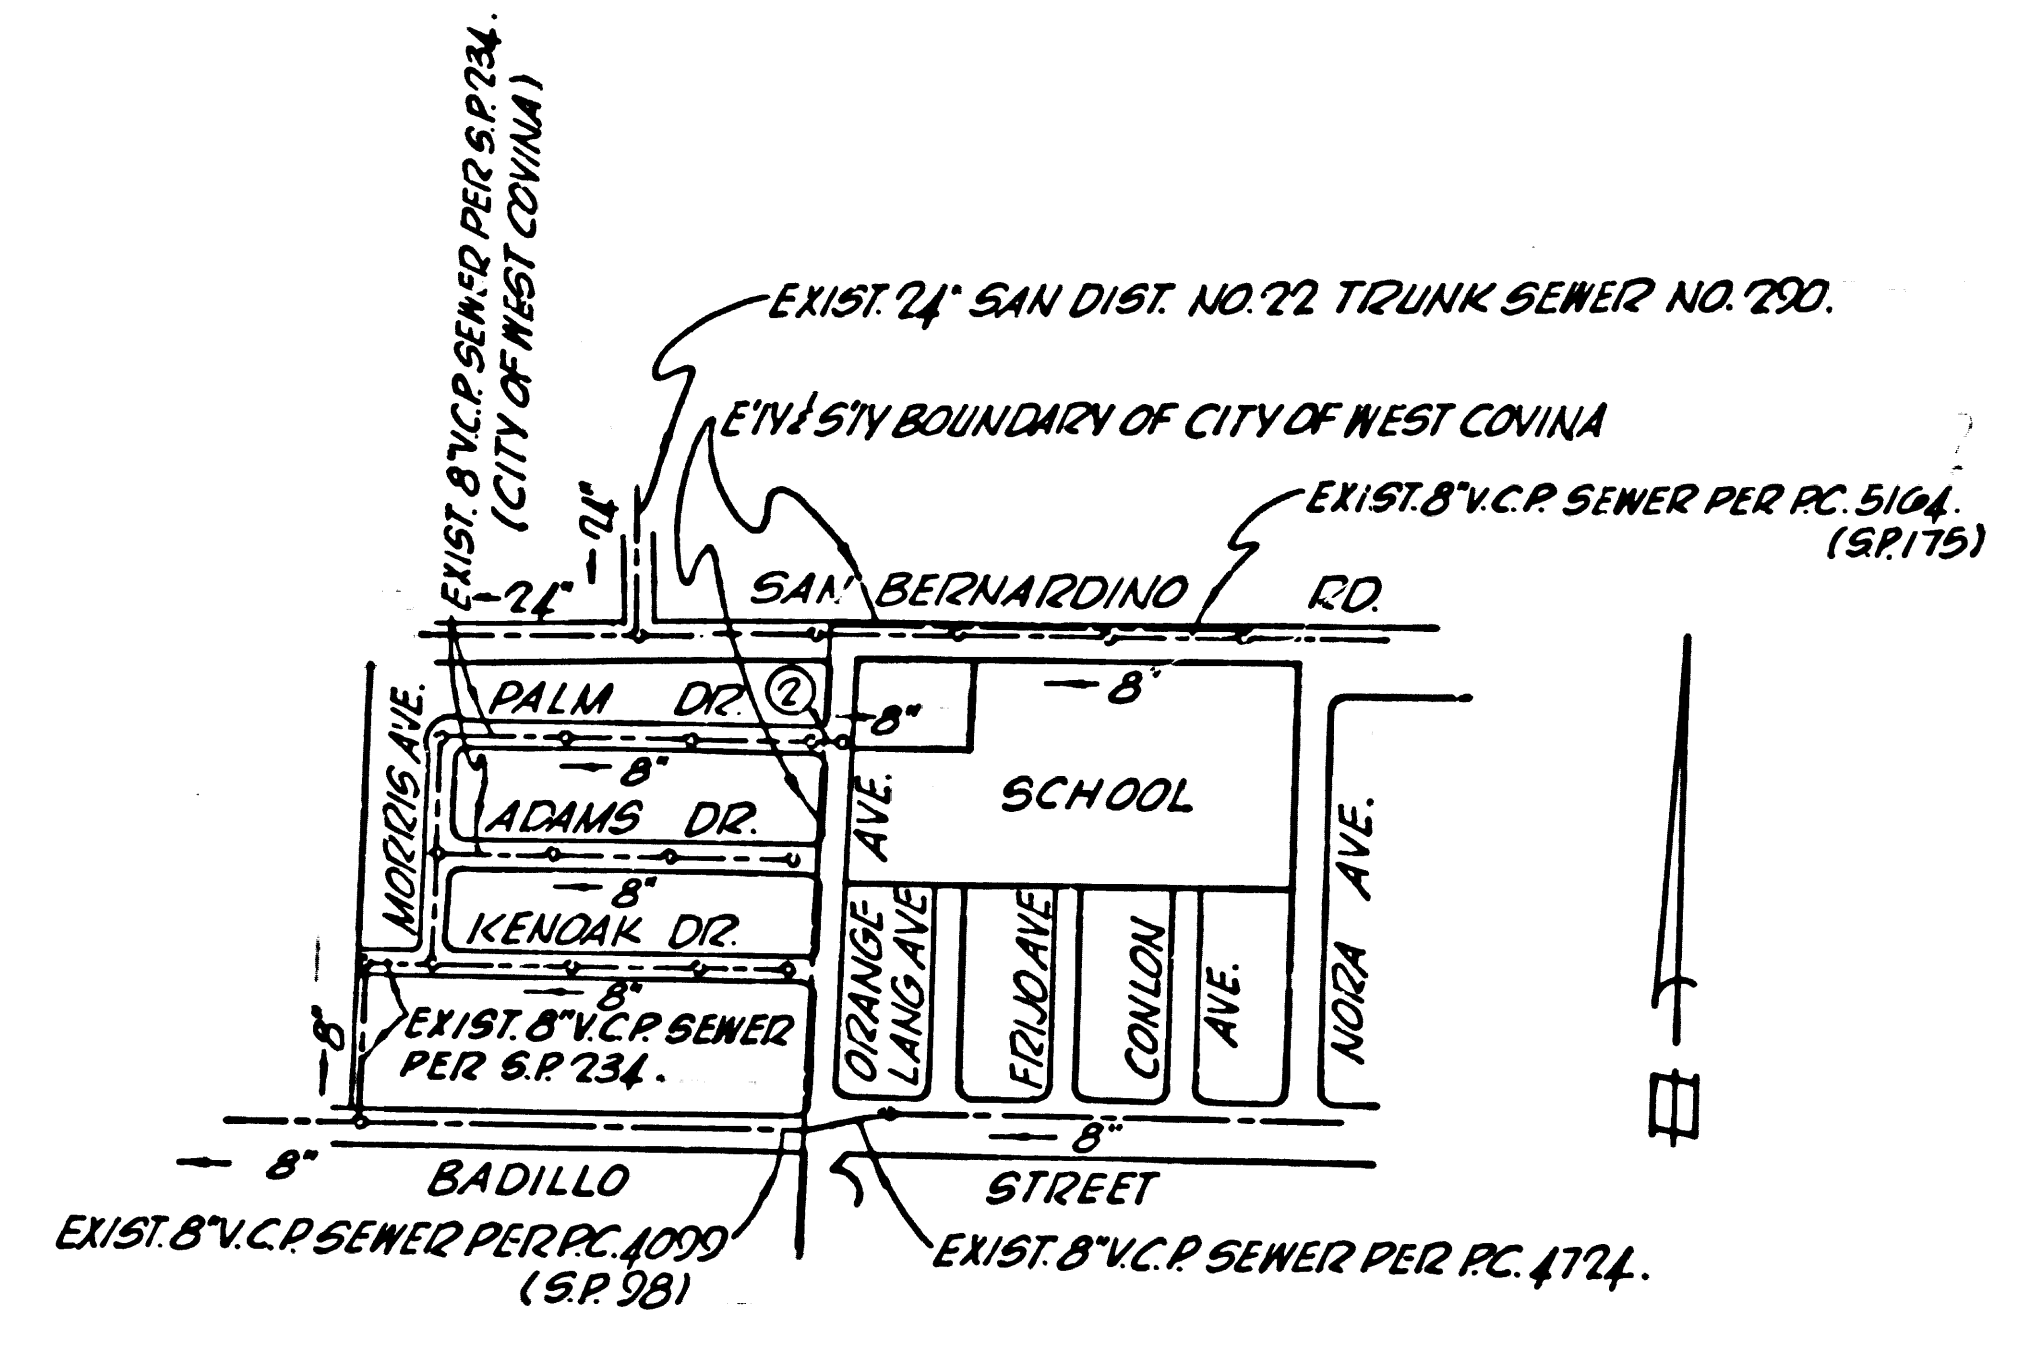 EXIST. 8" V.C.P. SEWER PER S.P. 234.
(CITY OF WEST COVINA)
EXIST. 24" SAN DIST. NO. 22 TRUNK SEWER NO. 290.
E'LY & S'LY BOUNDARY OF CITY OF WEST COVINA
EXIST. 8" V.C.P. SEWER PER P.C. 5164.
(S.P. 175)
24"
24"
SAN BERNARDINO RD.
MORRIS AVE.
PALM DR.
2
8"
8"
8"
ADAMS DR.
AVE.
SCHOOL
8"
KENOAK DR.
ORANGE-
LANG AVE
FRIJO AVE
CONLON
AVE.
NORA AVE.
8"
8"
EXIST. 8" V.C.P. SEWER
PER S.P. 234.
8"
8"
BADILLO STREET
EXIST. 8" V.C.P. SEWER PER P.C. 4099
(S.P. 98)
EXIST. 8" V.C.P. SEWER PER P.C. 4724.